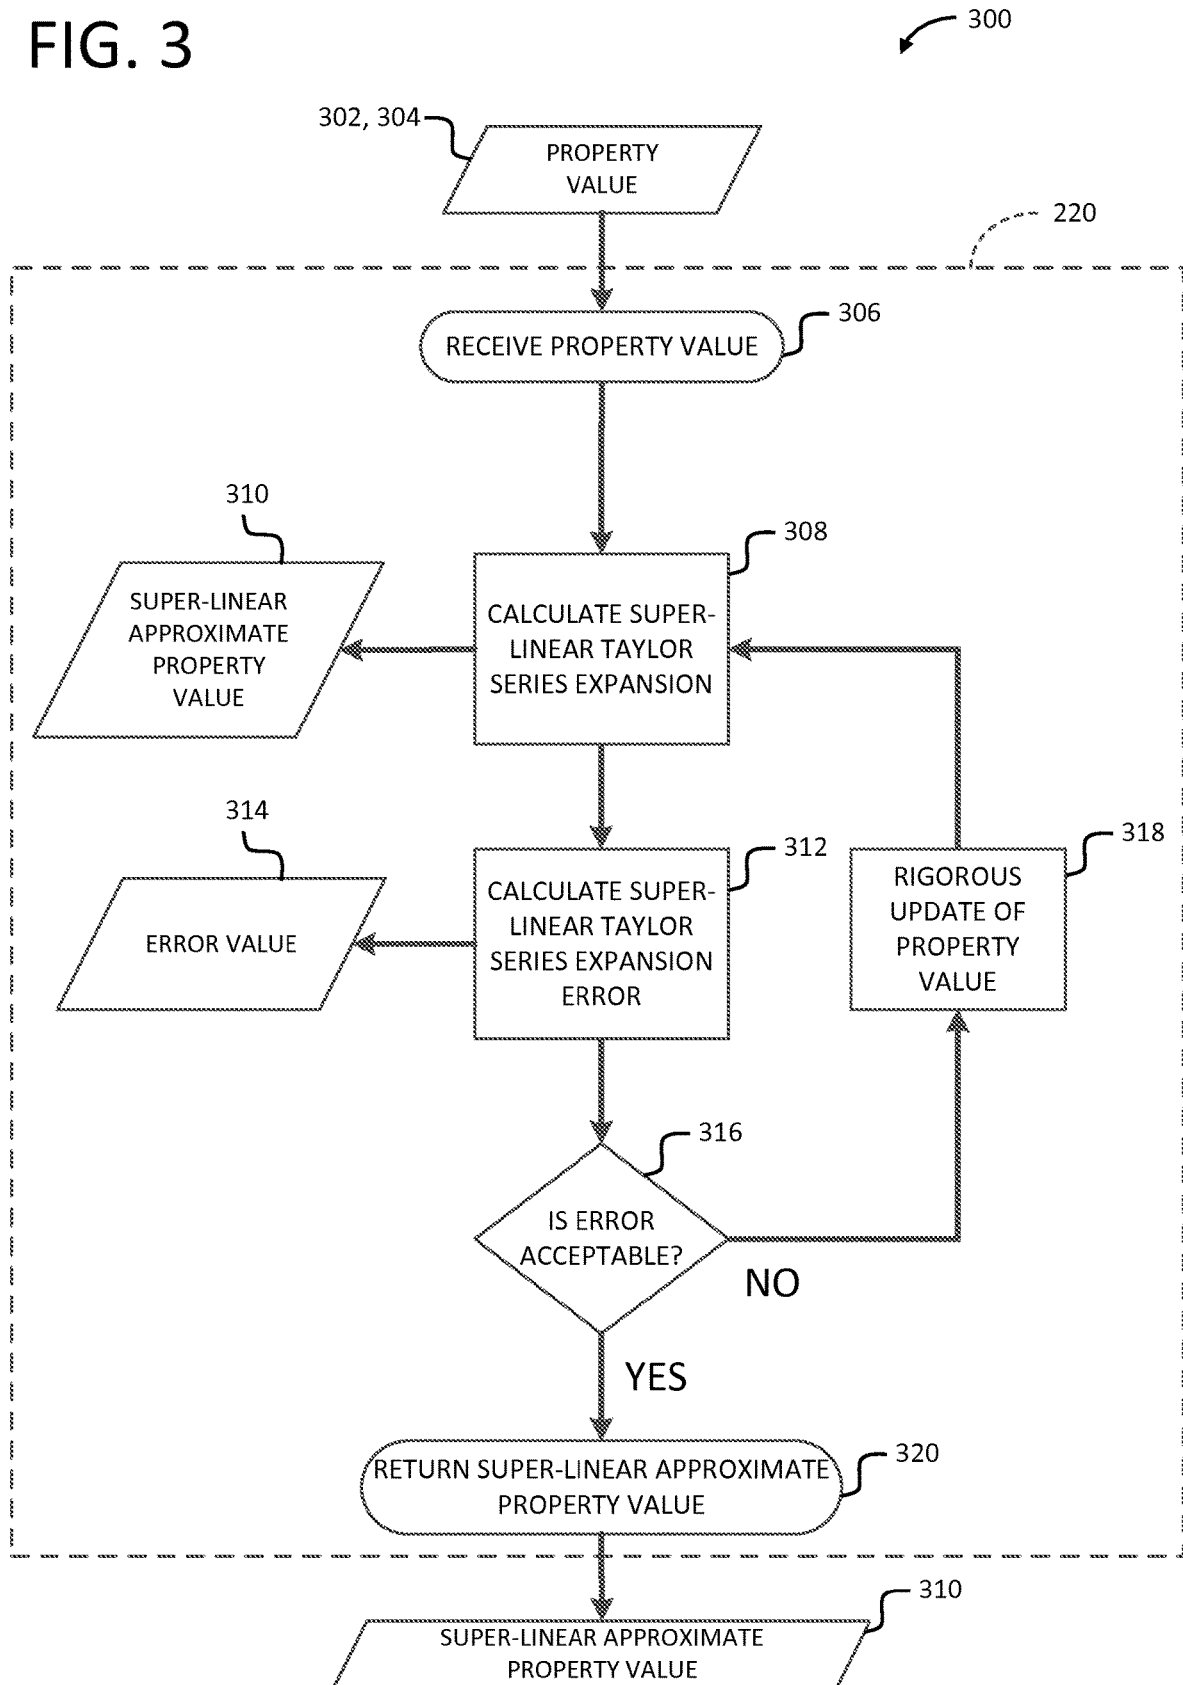 FIG. 3
300
302, 304
PROPERTY
VALUE
220
306
RECEIVE PROPERTY VALUE
310
308
SUPER-LINEAR
APPROXIMATE
PROPERTY
VALUE
CALCULATE SUPER-
LINEAR TAYLOR
SERIES EXPANSION
314
312
318
ERROR VALUE
CALCULATE SUPER-
LINEAR TAYLOR
SERIES EXPANSION
ERROR
RIGOROUS
UPDATE OF
PROPERTY
VALUE
316
IS ERROR
ACCEPTABLE?
NO
YES
320
RETURN SUPER-LINEAR APPROXIMATE
PROPERTY VALUE
310
SUPER-LINEAR APPROXIMATE
PROPERTY VALUE